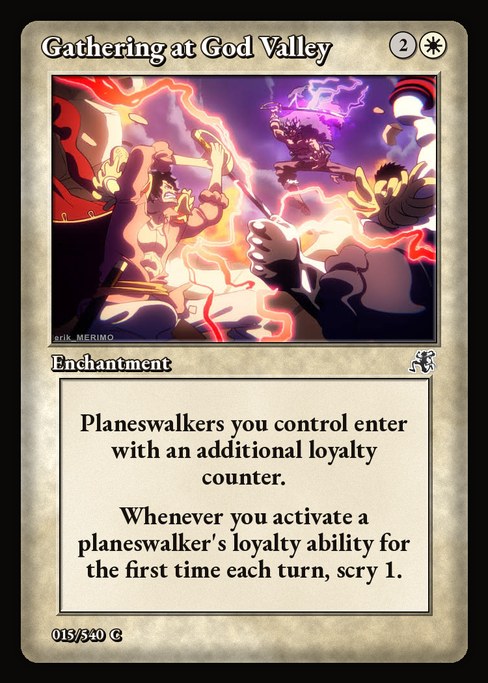 Gathering at God Valley 2
erik_MERIMO
Enchantment
Planeswalkers you control enter
with an additional loyalty
counter.
Whenever you activate a
planeswalker's loyalty ability for
the first time each turn, scry 1.
015/540 C